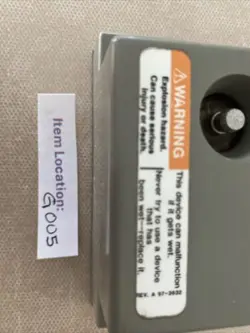 Item Location:
G005
⚠WARNING
Explosion hazard.
Can cause serious
injury or death.
This device can malfunction
if it gets wet.
Never try to use a device
that has
been wet—replace it.
REV. A 97-3932